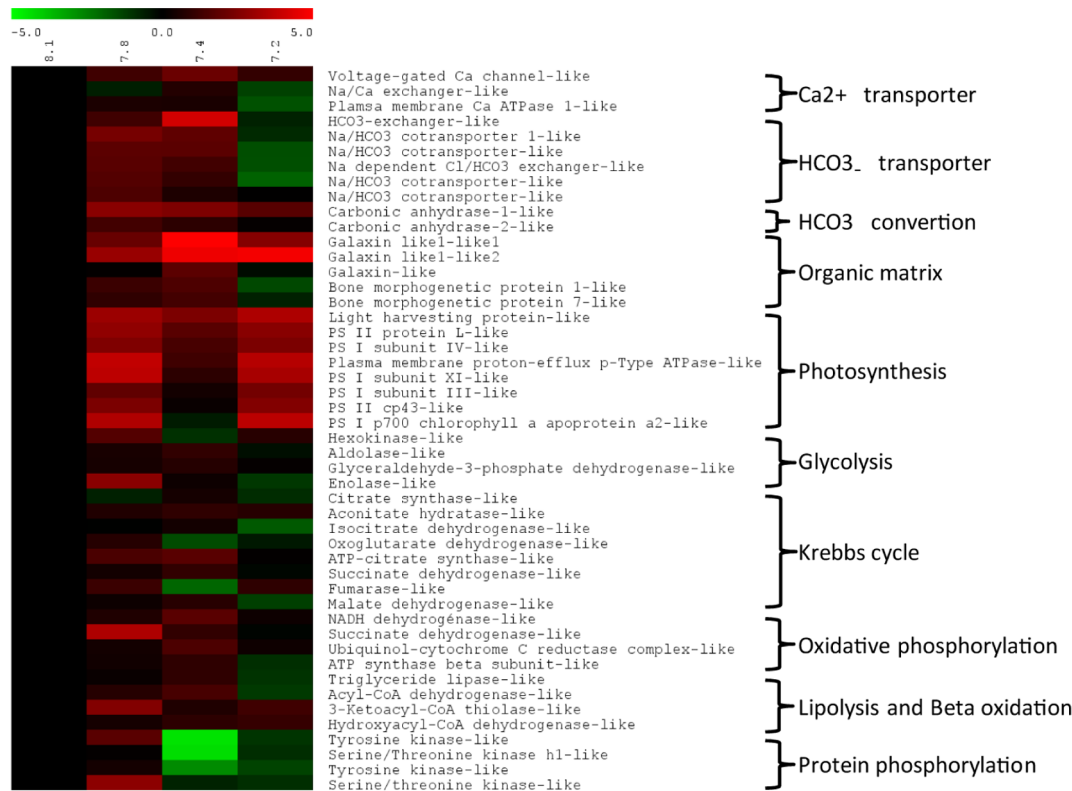 -5.0 0.0 5.0
8.1 7.8 7.4 7.2
Voltage-gated Ca channel-like
Na/Ca exchanger-like
Plamsa membrane Ca ATPase 1-like
HCO3-exchanger-like
Na/HCO3 cotransporter 1-like
Na/HCO3 cotransporter-like
Na dependent Cl/HCO3 exchanger-like
Na/HCO3 cotransporter-like
Na/HCO3 cotransporter-like
Carbonic anhydrase-1-like
Carbonic anhydrase-2-like
Galaxin like1-like1
Galaxin like1-like2
Galaxin-like
Bone morphogenetic protein 1-like
Bone morphogenetic protein 7-like
Light harvesting protein-like
PS II protein L-like
PS I subunit IV-like
Plasma membrane proton-efflux p-Type ATPase-like
PS I subunit XI-like
PS I subunit III-like
PS II cp43-like
PS I p700 chlorophyll a apoprotein a2-like
Hexokinase-like
Aldolase-like
Glyceraldehyde-3-phosphate dehydrogenase-like
Enolase-like
Citrate synthase-like
Aconitate hydratase-like
Isocitrate dehydrogenase-like
Oxoglutarate dehydrogenase-like
ATP-citrate synthase-like
Succinate dehydrogenase-like
Fumarase-like
Malate dehydrogenase-like
NADH dehydrogénase-like
Succinate dehydrogenase-like
Ubiquinol-cytochrome C reductase complex-like
ATP synthase beta subunit-like
Triglyceride lipase-like
Acyl-CoA dehydrogenase-like
3-Ketoacyl-CoA thiolase-like
Hydroxyacyl-CoA dehydrogenase-like
Tyrosine kinase-like
Serine/Threonine kinase h1-like
Tyrosine kinase-like
Serine/threonine kinase-like
Ca2+ transporter
HCO3- transporter
HCO3 convertion
Organic matrix
Photosynthesis
Glycolysis
Krebbs cycle
Oxidative phosphorylation
Lipolysis and Beta oxidation
Protein phosphorylation